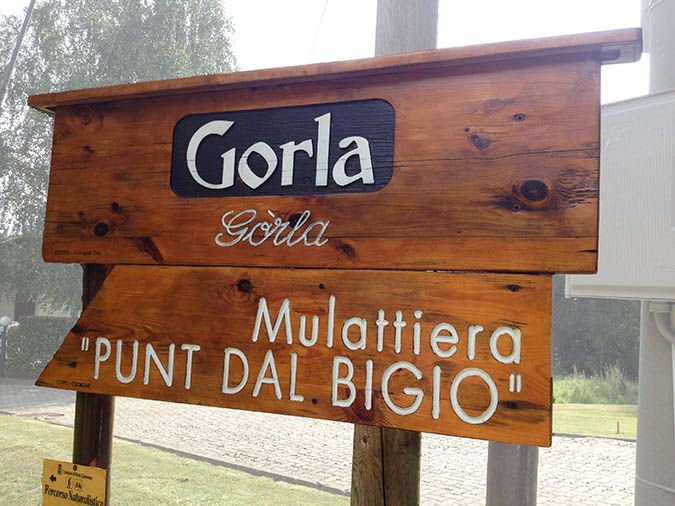 Gorla
Gòrla
Mulattiera
"PUNT DAL BIGIO"
Percorso Naturalistico